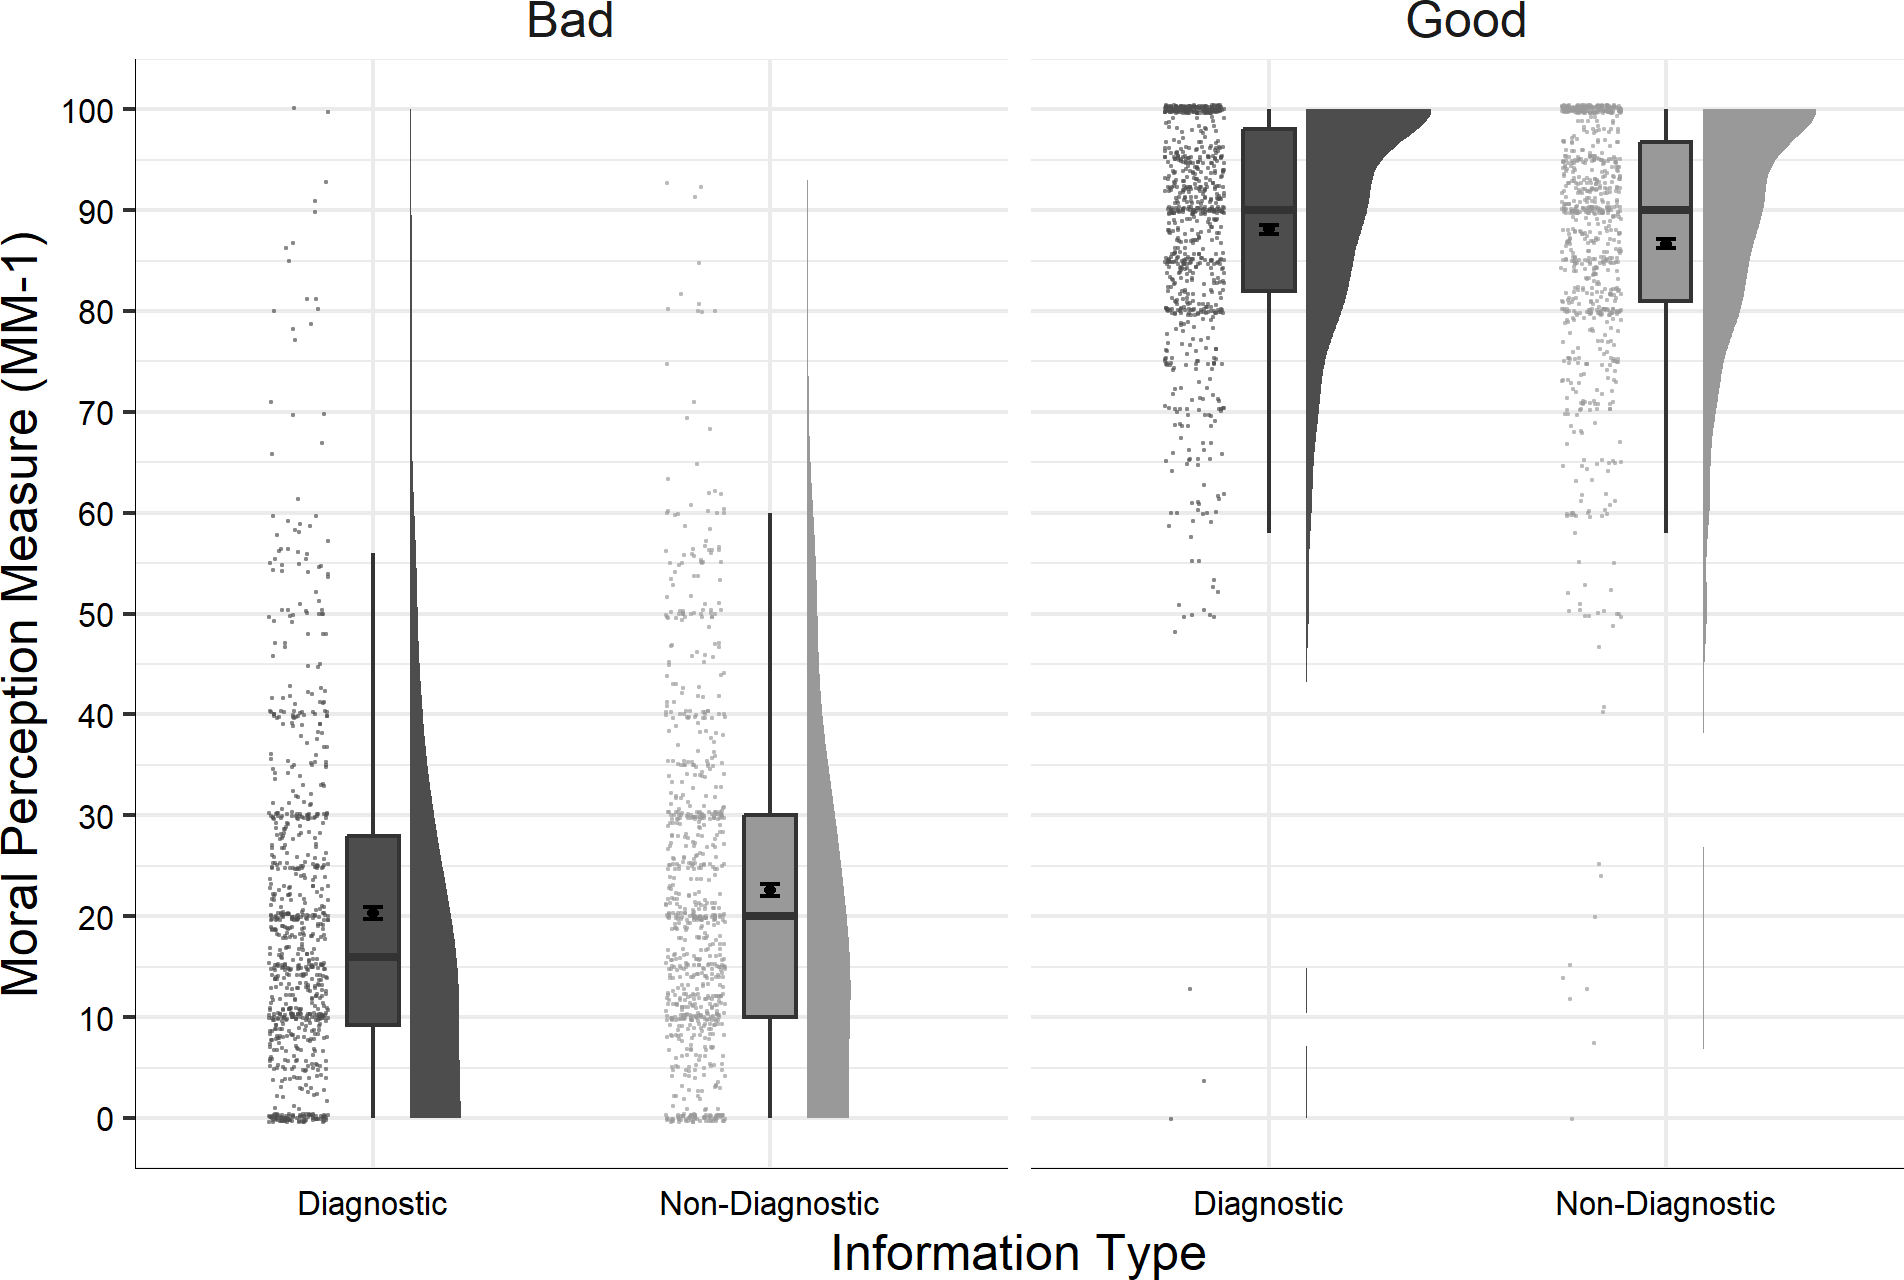 Bad
Good
Moral Perception Measure (MM-1)
100
90
80
70
60
50
40
30
20
10
0
Diagnostic
Non-Diagnostic
Diagnostic
Non-Diagnostic
Information Type